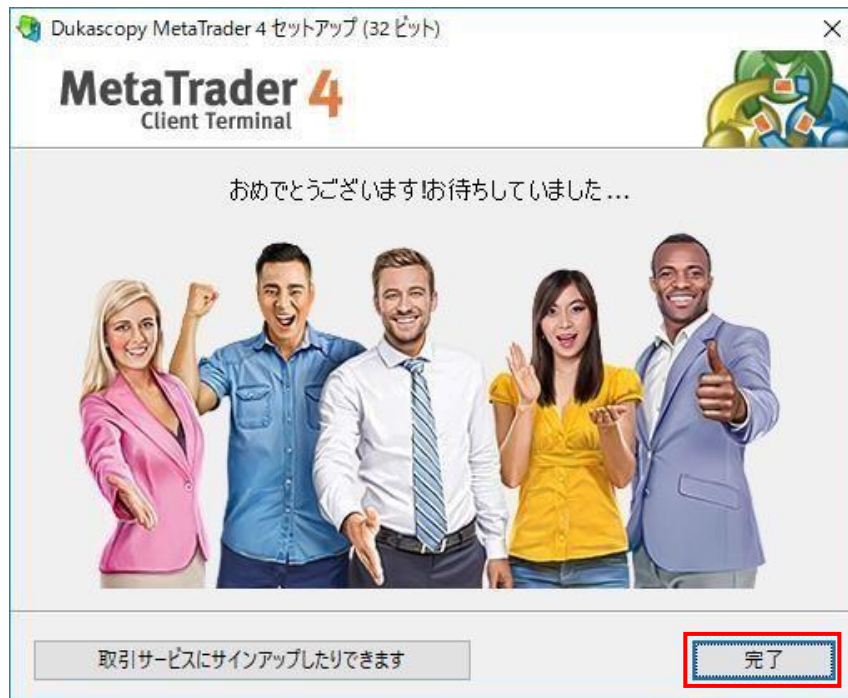 Dukascopy MetaTrader 4 セットアップ (32 ビット)
MetaTrader 4
Client Terminal
おめでとうございます!お待ちしていました...
取引サービスにサインアップしたりできます
完了